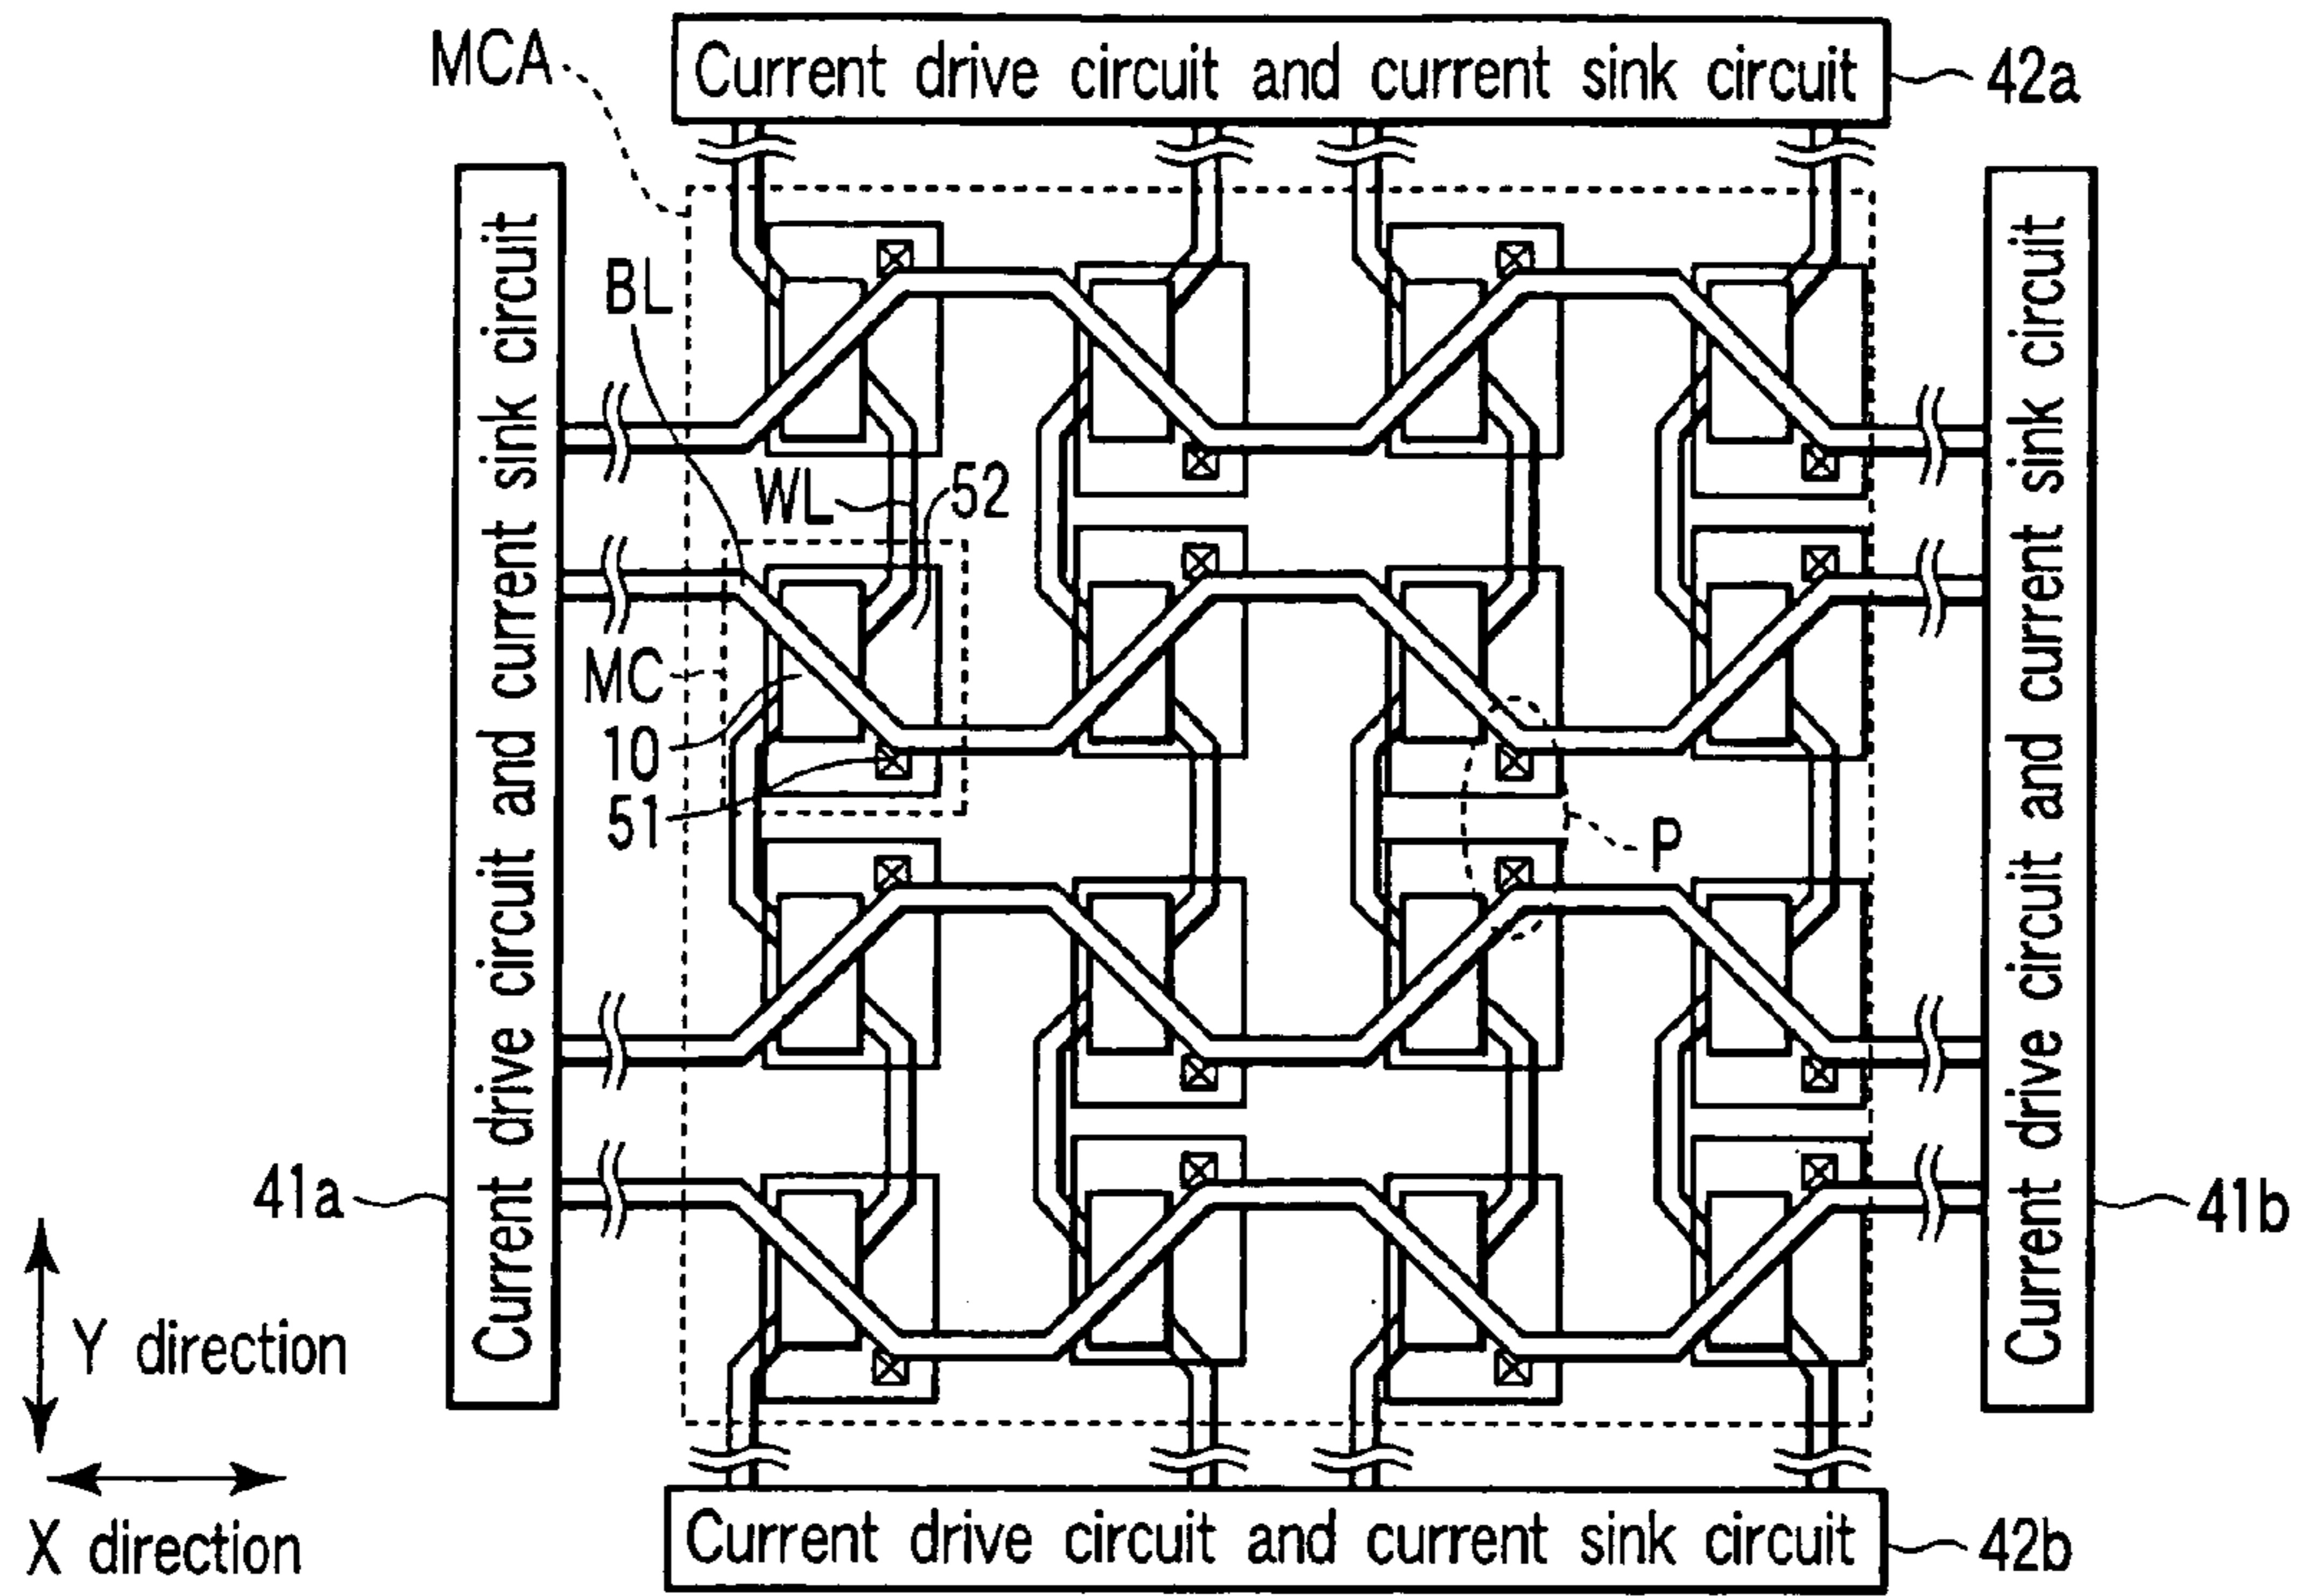 MCA
Current drive circuit and current sink circuit
42a
Current drive circuit and current sink circuit
Current drive circuit and current sink circuit
BL
WL
52
MC
10
51
P
41a
41b
Y direction
X direction
Current drive circuit and current sink circuit
42b